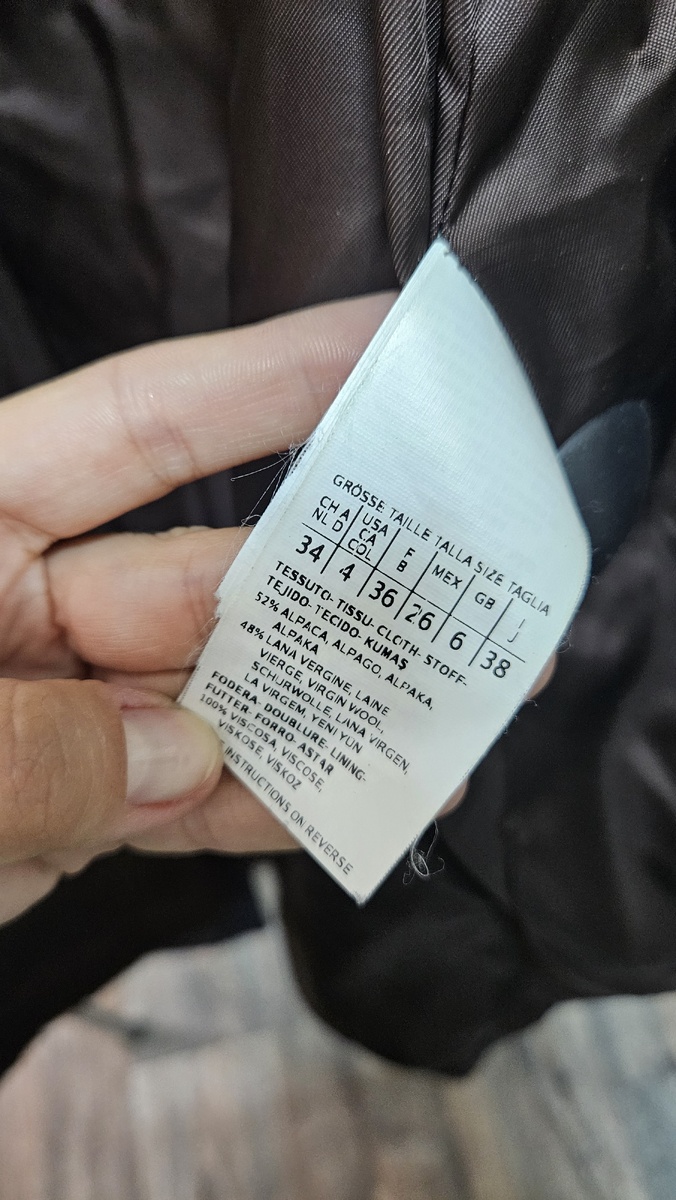 GRÖSSE TAILLE TALLA SIZE TAGLIA
CH A USA F MEX GB I
NL D CA B J
COL
34 4 36 26 6 38
TESSUTO- TISSU- CLOTH- STOFF-
TEJIDO- TECIDO- KUMAS
52% ALPACA, ALPAGO, ALPAKA,
ALPAKA
48% LANA VERGINE, LAINE
VIERGE, VIRGIN WOOL,
SCHURWOLLE, LANA VIRGEN,
LA VIRGEM, YENI YÜN
FODERA- DOUBLURE- LINING-
FUTTER- FORRO- ASTAR
100% VISCOSA, VISCOSE,
VISKOSE, VISKOZ
INSTRUCTIONS ON REVERSE